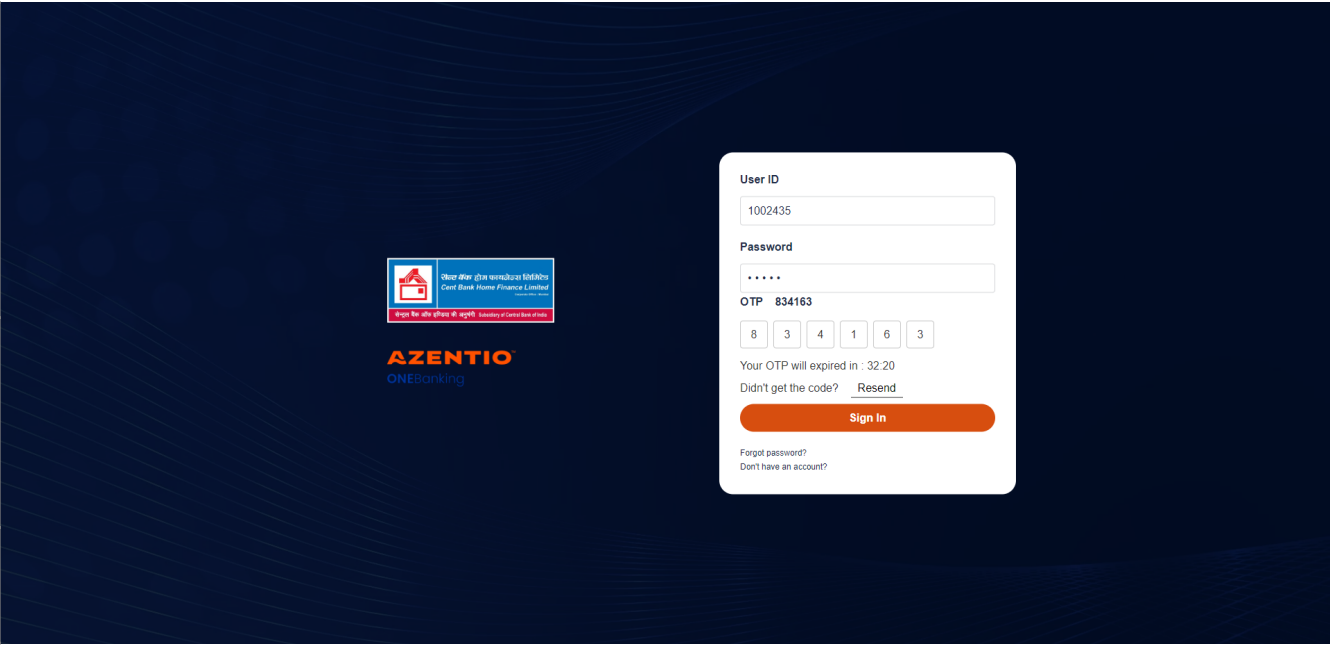 सेन्ट बैंक होम फायनेन्स लिमिटेड
Cent Bank Home Finance Limited
सेन्ट्रल बैंक ऑफ इण्डिया की अनुषंगी Subsidiary of Central Bank of India
AZENTIO
ONEBanking
User ID
1002435
Password
•••••
OTP 834163
8 3 4 1 6 3
Your OTP will expired in : 32:20
Didn't get the code? Resend
Sign In
Forgot password?
Don't have an account?